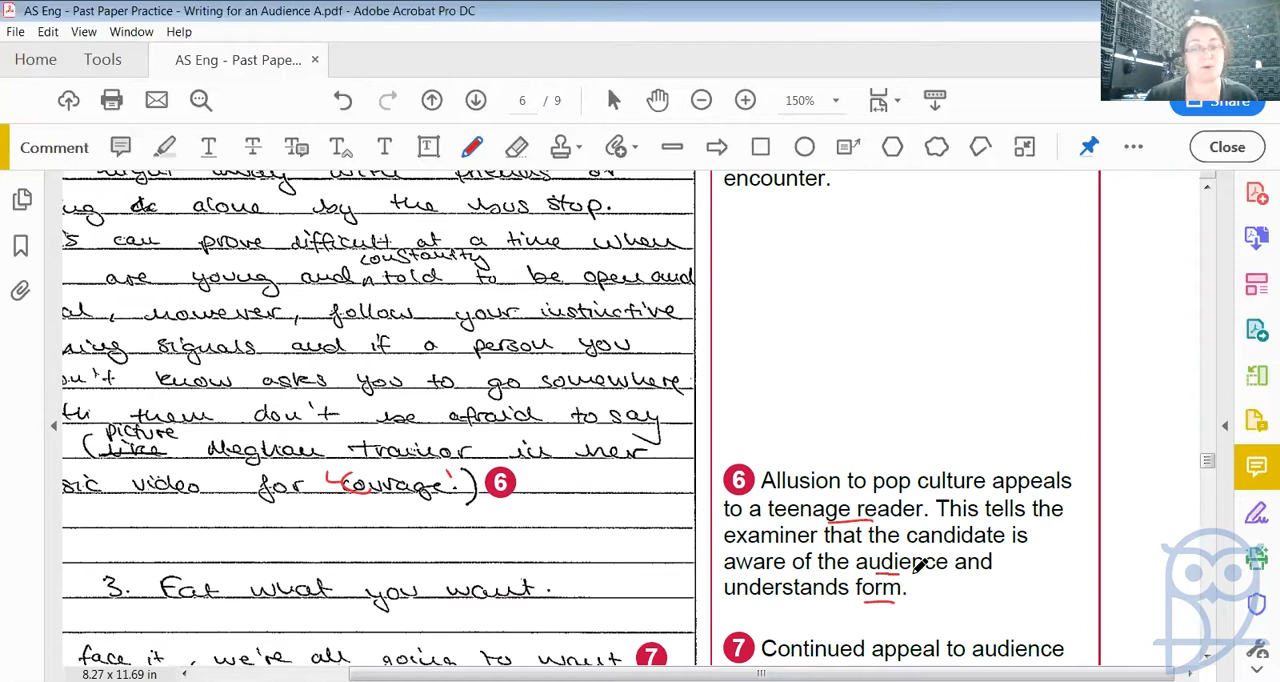 AS Eng - Past Paper Practice - Writing for an Audience A.pdf - Adobe Acrobat Pro DC
File Edit View Window Help
Home Tools AS Eng - Past Pape... ×
6 / 9 150% Share
Comment Close
encounter.
alone by the bus stop.
can prove difficult at a time when
constantly
are young and told to be open and
however, follow your instinctive
signals and if a person you
know asks you to go somewhere
them don't be afraid to say
picture
(like Meghan Trainor in her
video for 'courage'.) 6
3. Eat what you want.
face it, we're all going to want 7
6 Allusion to pop culture appeals
to a teenage reader. This tells the
examiner that the candidate is
aware of the audience and
understands form.
7 Continued appeal to audience
8.27 x 11.69 in